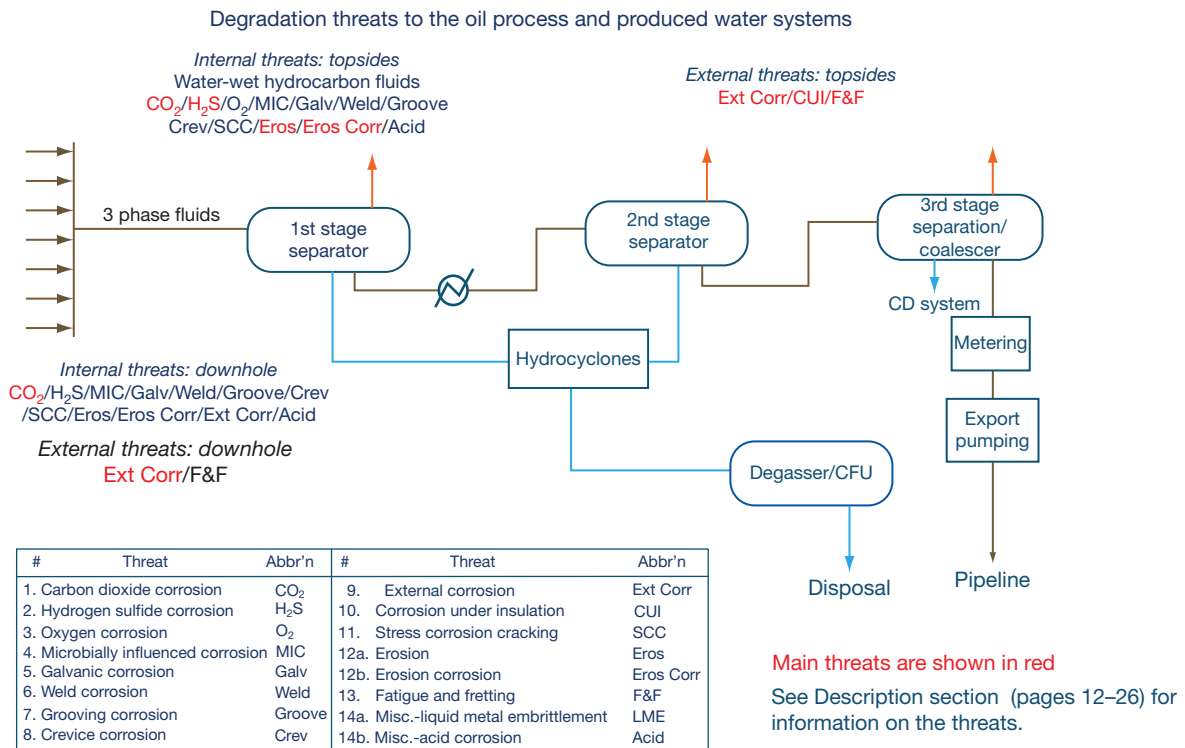 Degradation threats to the oil process and produced water systems
Internal threats: topsides
Water-wet hydrocarbon fluids
CO₂/H₂S/O₂/MIC/Galv/Weld/Groove
Crev/SCC/Eros/Eros Corr/Acid
External threats: topsides
Ext Corr/CUI/F&F
3 phase fluids
1st stage
separator
2nd stage
separator
3rd stage
separation/
coalescer
CD system
Hydrocyclones
Metering
Internal threats: downhole
CO₂/H₂S/MIC/Galv/Weld/Groove/Crev
/SCC/Eros/Eros Corr/Ext Corr/Acid
External threats: downhole
Ext Corr/F&F
Export
pumping
Degasser/CFU
Disposal
Pipeline
# Threat Abbr'n # Threat Abbr'n
1. Carbon dioxide corrosion CO₂ 9. External corrosion Ext Corr
2. Hydrogen sulfide corrosion H₂S 10. Corrosion under insulation CUI
3. Oxygen corrosion O₂ 11. Stress corrosion cracking SCC
4. Microbially influenced corrosion MIC 12a. Erosion Eros
5. Galvanic corrosion Galv 12b. Erosion corrosion Eros Corr
6. Weld corrosion Weld 13. Fatigue and fretting F&F
7. Grooving corrosion Groove 14a. Misc.-liquid metal embrittlement LME
8. Crevice corrosion Crev 14b. Misc.-acid corrosion Acid
Main threats are shown in red
See Description section (pages 12–26) for
information on the threats.